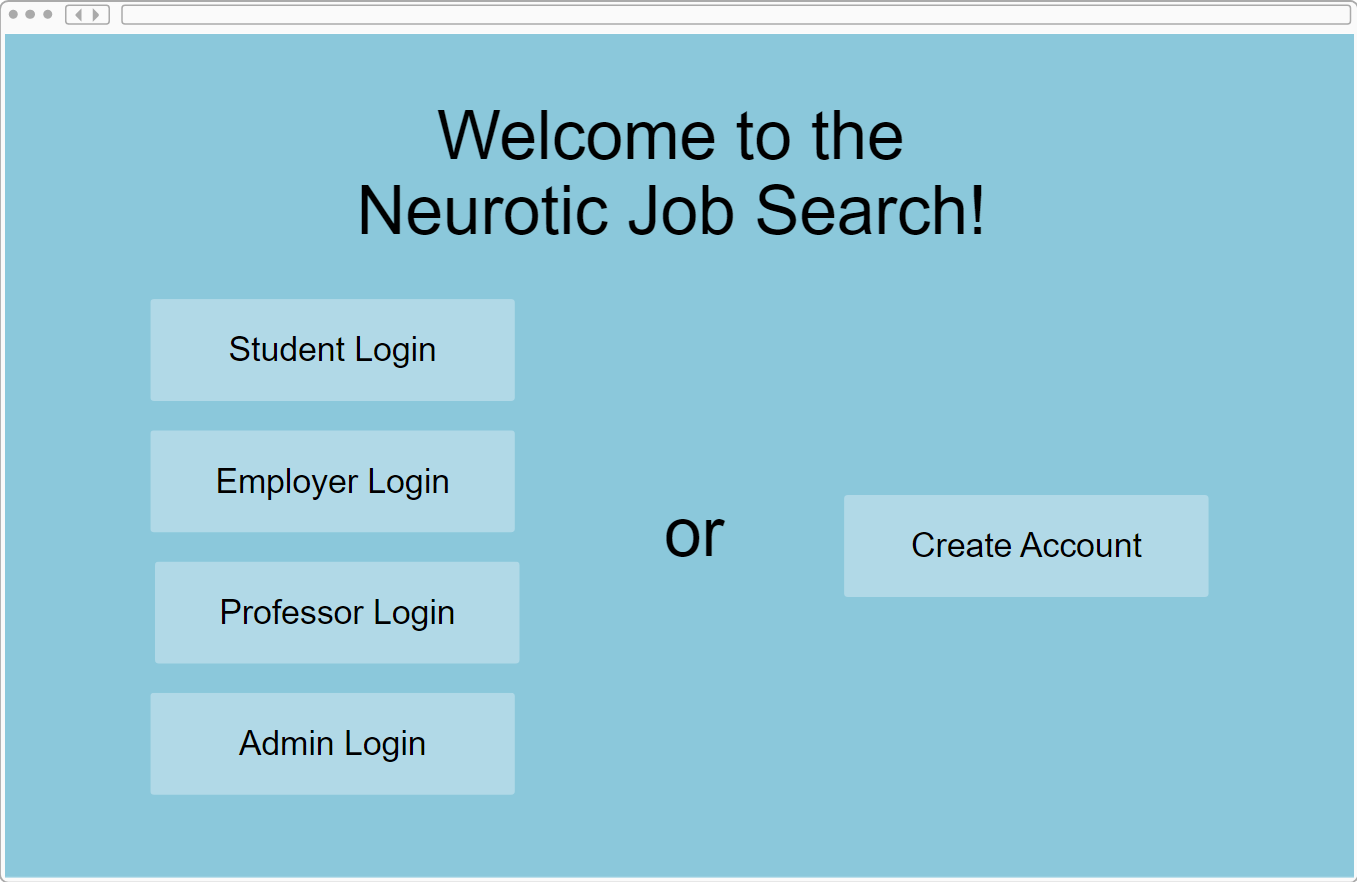 Welcome to the
Neurotic Job Search!
Student Login
Employer Login
Professor Login
Admin Login
or
Create Account